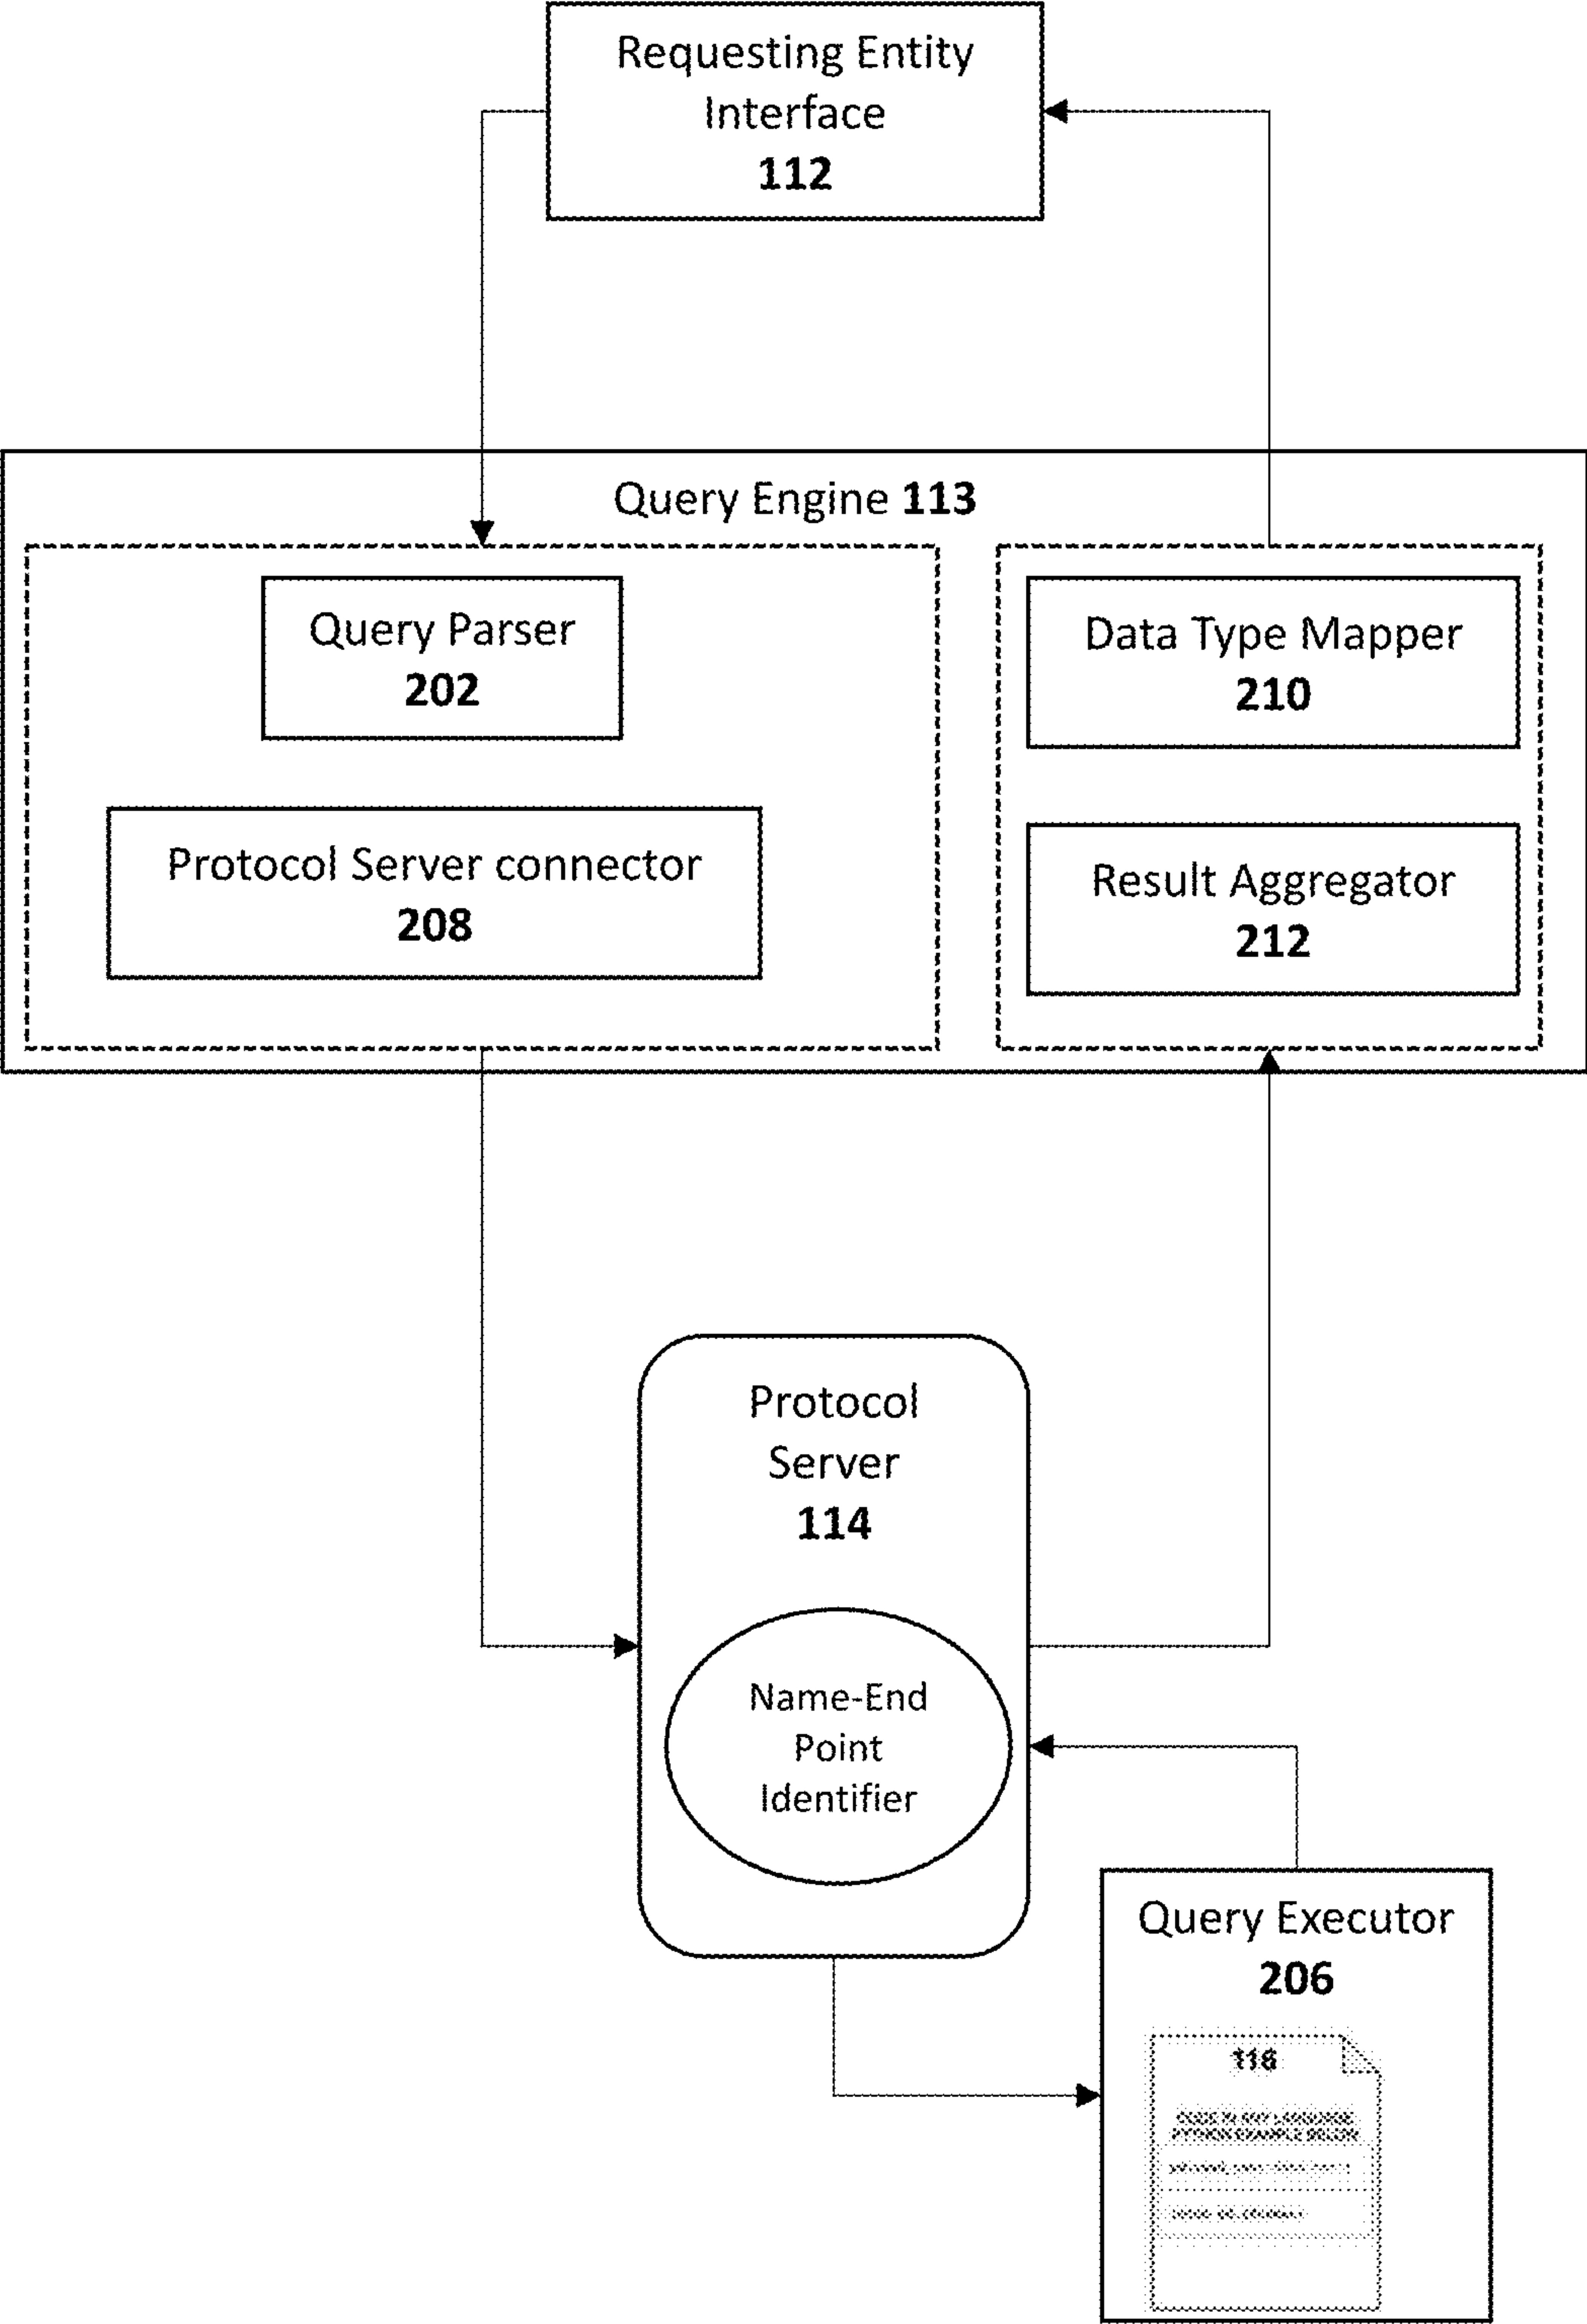 Requesting Entity
Interface
112
Query Engine 113
Query Parser
202
Protocol Server connector
208
Data Type Mapper
210
Result Aggregator
212
Protocol
Server
114
Name-End
Point
Identifier
Query Executor
206
116